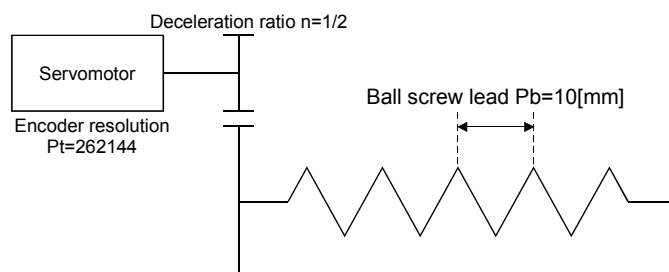 Deceleration ratio n=1/2
Servomotor
Encoder resolution
Pt=262144
Ball screw lead Pb=10[mm]